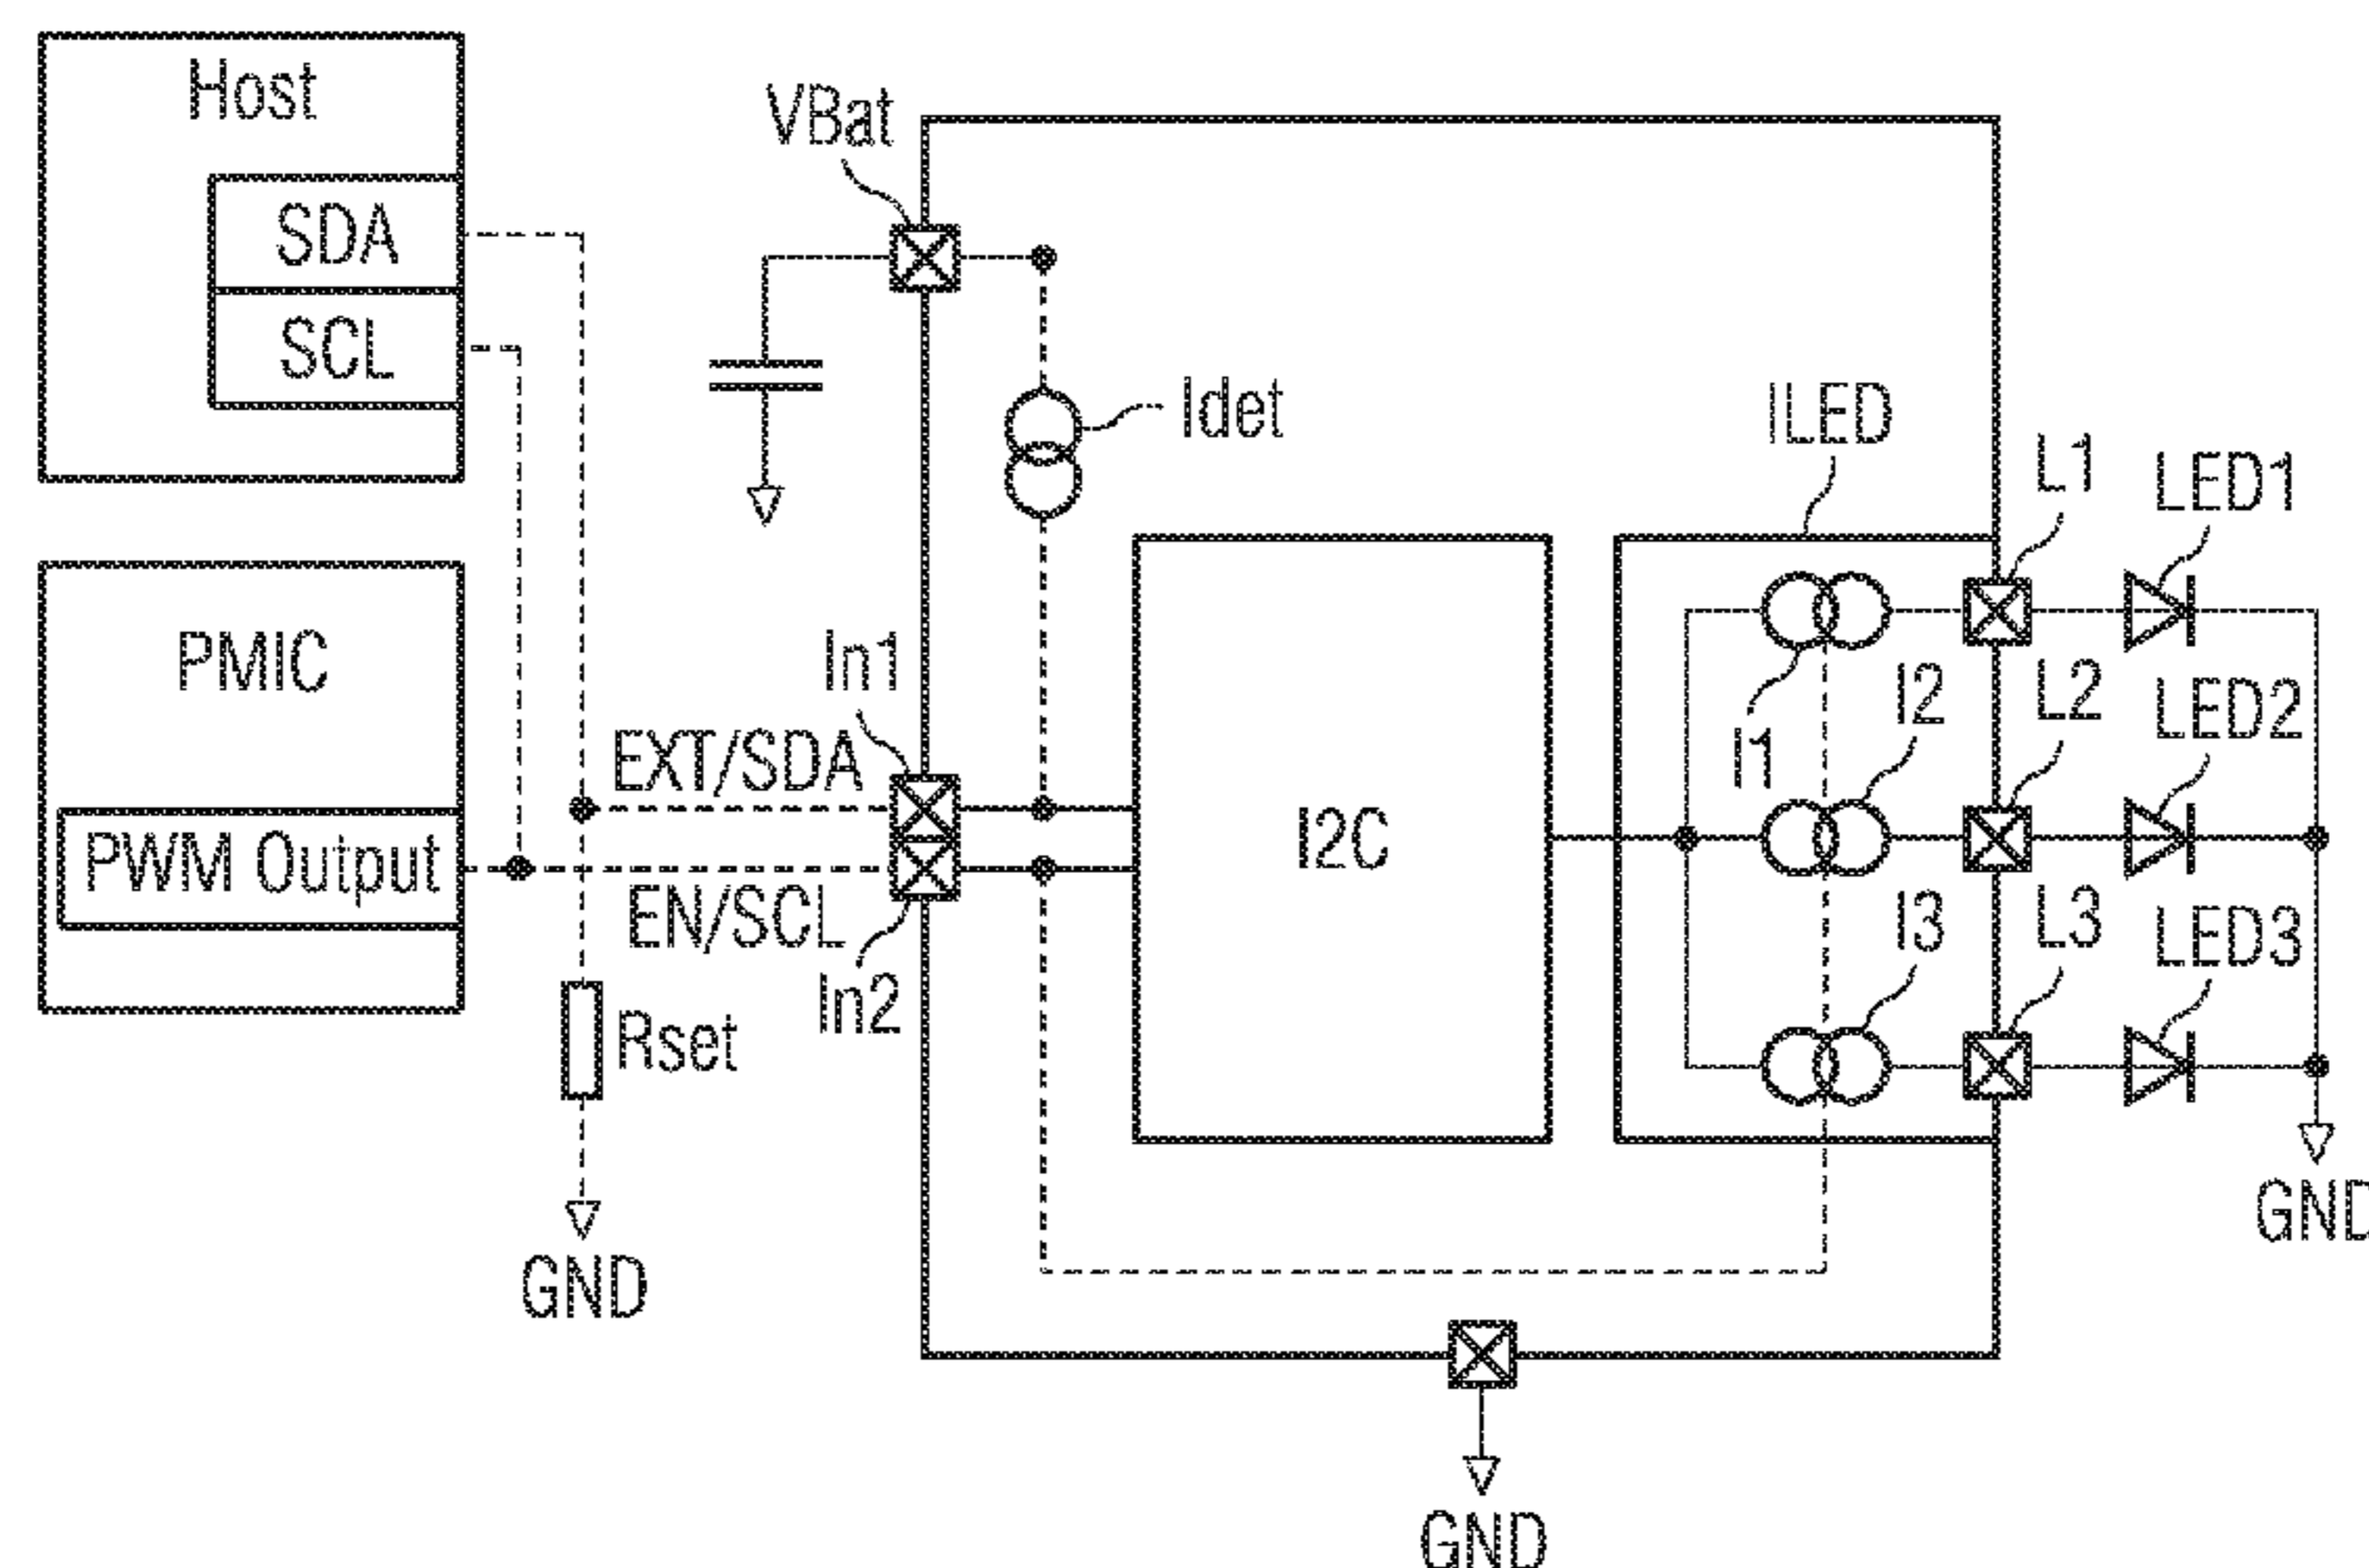 Host
SDA
SCL
VBat
Idet
ILED
L1
LED1
PMIC
In1
I1
I2
L2
LED2
EXT/SDA
PWM Output
I2C
EN/SCL
In2
I3
L3
LED3
Rset
GND
GND
GND